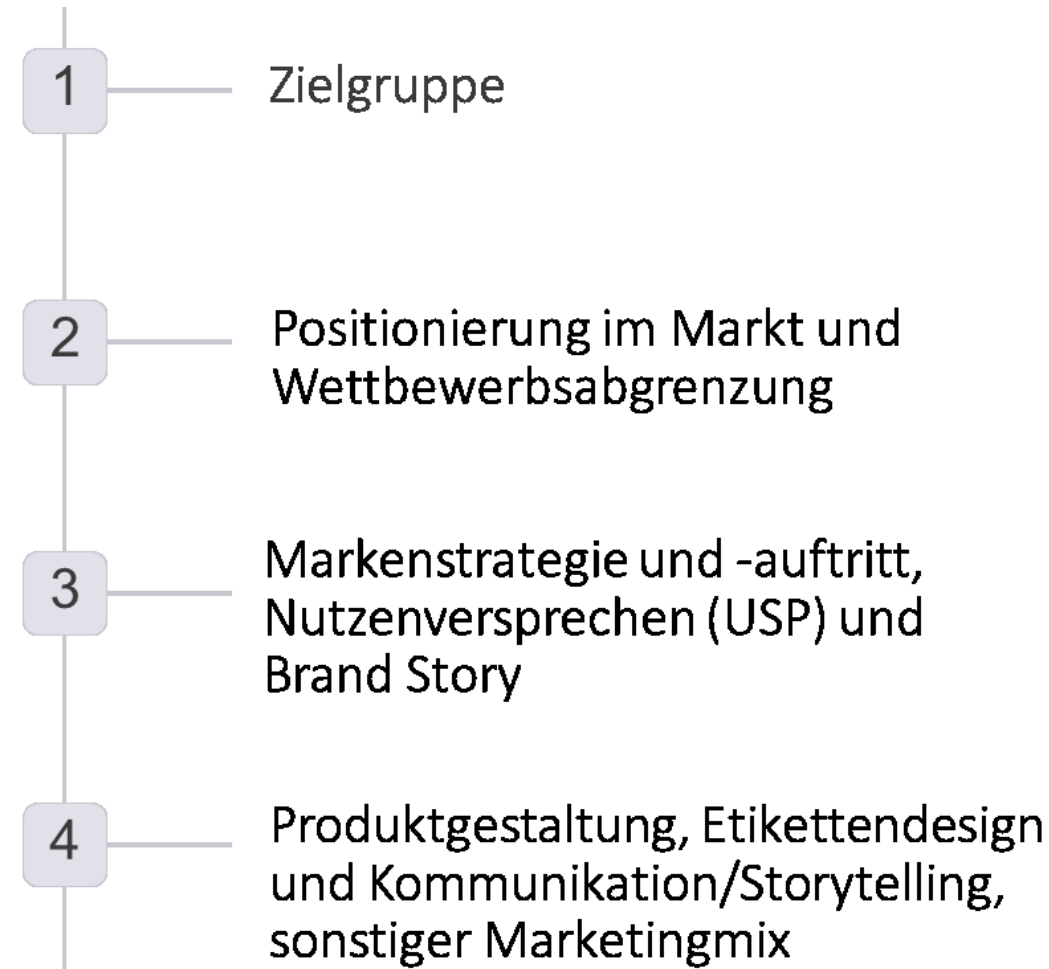 1 Zielgruppe
2 Positionierung im Markt und
Wettbewerbsabgrenzung
3 Markenstrategie und -auftritt,
Nutzenversprechen (USP) und
Brand Story
4 Produktgestaltung, Etikettendesign
und Kommunikation/Storytelling,
sonstiger Marketingmix